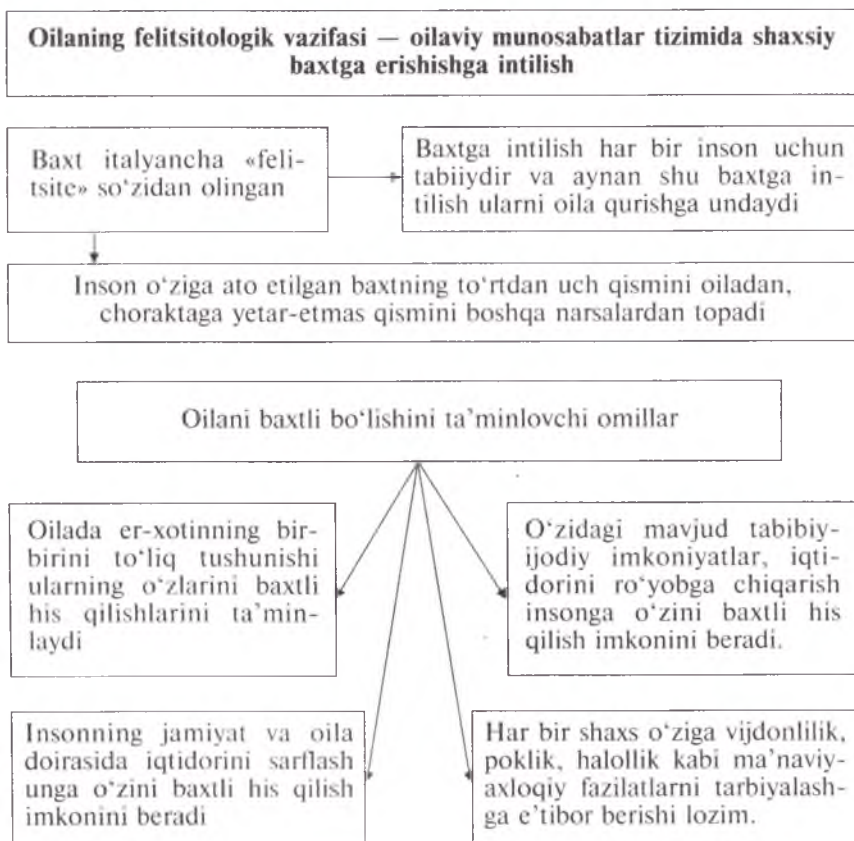 Oilaning felitsitologik vazifasi — oilaviy munosabatlar tizimida shaxsiy
baxtga erishishga intilish
Baxt italyancha «feli-
tsite» so‘zidan olingan
Baxtga intilish har bir inson uchun
tabiiydir va aynan shu baxtga in-
tilish ularni oila qurishga undaydi
Inson o‘ziga ato etilgan baxtning to‘rtdan uch qismini oiladan,
choraktaga yetar-etmas qismini boshqa narsalardan topadi
Oilani baxtli bo‘lishini ta’minlovchi omillar
Oilada er-xotinning bir-
birini to‘liq tushunishi
ularning o‘zlarini baxtli
his qilishlarini ta’min-
laydi
O‘zidagi mavjud tabibiy-
ijodiy imkoniyatlar, iqti-
dorini ro‘yobga chiqarish
insonga o‘zini baxtli his
qilish imkonini beradi.
Insonning jamiyat va oila
doirasida iqtidorini sarflash
unga o‘zini baxtli his qilish
imkonini beradi
Har bir shaxs o‘ziga vijdonlilik,
poklik, halollik kabi ma’naviy-
axloqiy fazilatlarni tarbiyalash-
ga e’tibor berishi lozim.